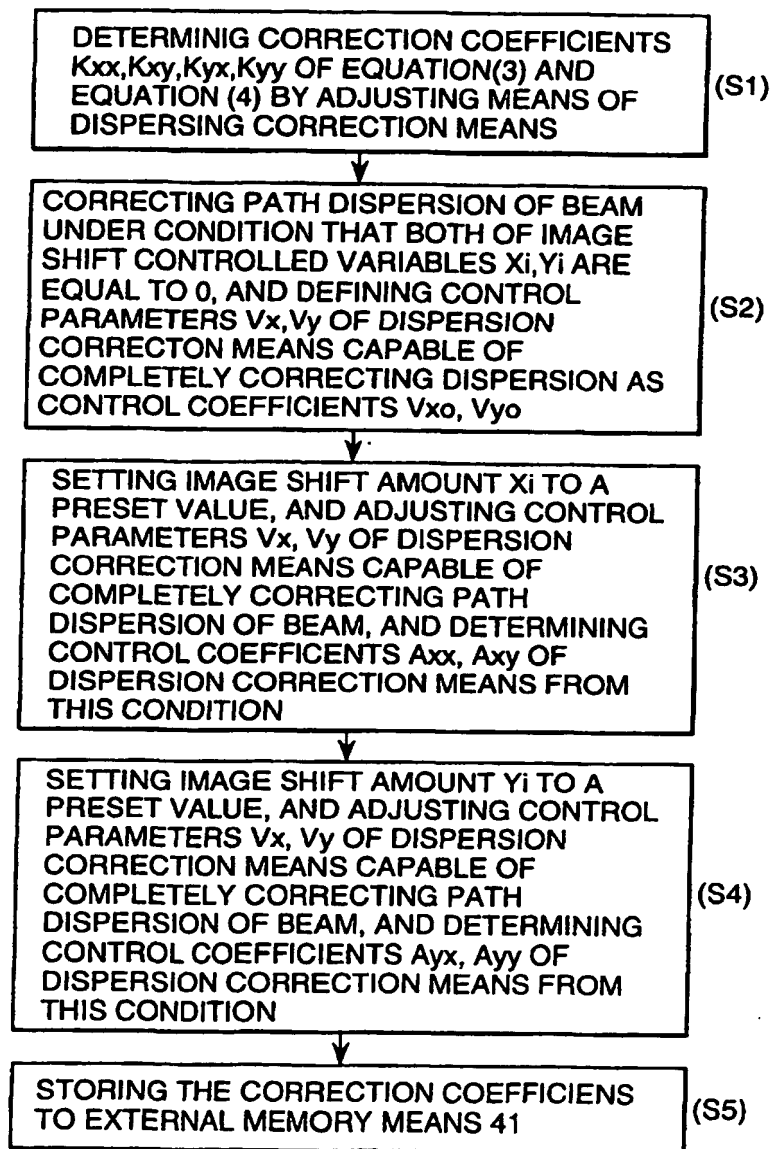 DETERMINIG CORRECTION COEFFICIENTS
Kxx,Kxy,Kyx,Kyy OF EQUATION(3) AND
EQUATION (4) BY ADJUSTING MEANS OF
DISPERSING CORRECTION MEANS
(S1)
CORRECTING PATH DISPERSION OF BEAM
UNDER CONDITION THAT BOTH OF IMAGE
SHIFT CONTROLLED VARIABLES Xi,Yi ARE
EQUAL TO 0, AND DEFINING CONTROL
PARAMETERS Vx,Vy OF DISPERSION
CORRECTON MEANS CAPABLE OF
COMPLETELY CORRECTING DISPERSION AS
CONTROL COEFFICIENTS Vxo, Vyo
(S2)
SETTING IMAGE SHIFT AMOUNT Xi TO A
PRESET VALUE, AND ADJUSTING CONTROL
PARAMETERS Vx, Vy OF DISPERSION
CORRECTION MEANS CAPABLE OF
COMPLETELY CORRECTING PATH
DISPERSION OF BEAM, AND DETERMINING
CONTROL COEFFICENTS Axx, Axy OF
DISPERSION CORRECTION MEANS FROM
THIS CONDITION
(S3)
SETTING IMAGE SHIFT AMOUNT Yi TO A
PRESET VALUE, AND ADJUSTING CONTROL
PARAMETERS Vx, Vy OF DISPERSION
CORRECTION MEANS CAPABLE OF
COMPLETELY CORRECTING PATH
DISPERSION OF BEAM, AND DETERMINING
CONTROL COEFFICIENTS Ayx, Ayy OF
DISPERSION CORRECTION MEANS FROM
THIS CONDITION
(S4)
STORING THE CORRECTION COEFFICIENS
TO EXTERNAL MEMORY MEANS 41
(S5)